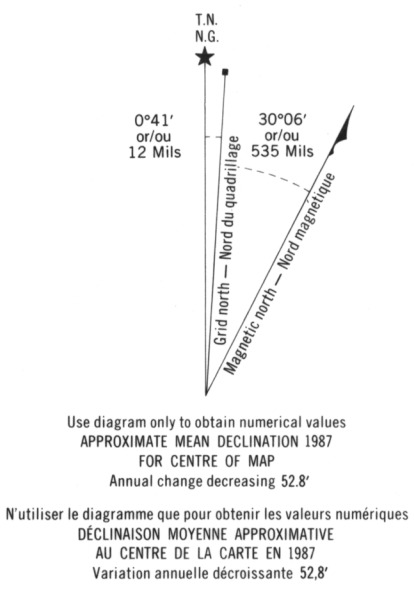 T.N.
N.G.
0°41′
or/ou
12 Mils
30°06′
or/ou
535 Mils
Grid north — Nord du quadrillage
Magnetic north — Nord magnétique
Use diagram only to obtain numerical values
APPROXIMATE MEAN DECLINATION 1987
FOR CENTRE OF MAP
Annual change decreasing 52.8′
N'utiliser le diagramme que pour obtenir les valeurs numériques
DÉCLINAISON MOYENNE APPROXIMATIVE
AU CENTRE DE LA CARTE EN 1987
Variation annuelle décroissante 52,8′